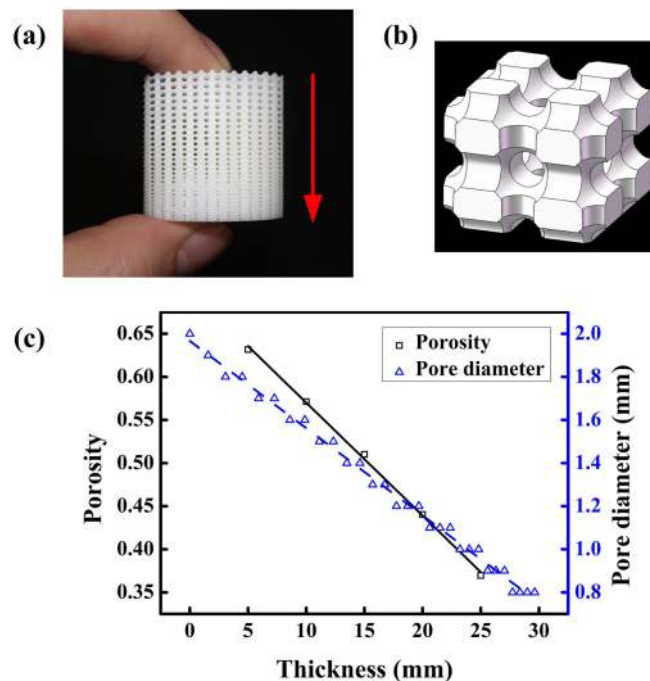 (a)
(b)
(c)
Porosity
Pore diameter
0.65
0.60
0.55
0.50
0.45
0.40
0.35
2.0
1.8
1.6
1.4
1.2
1.0
0.8
Porosity
Pore diameter (mm)
0 5 10 15 20 25 30
Thickness (mm)